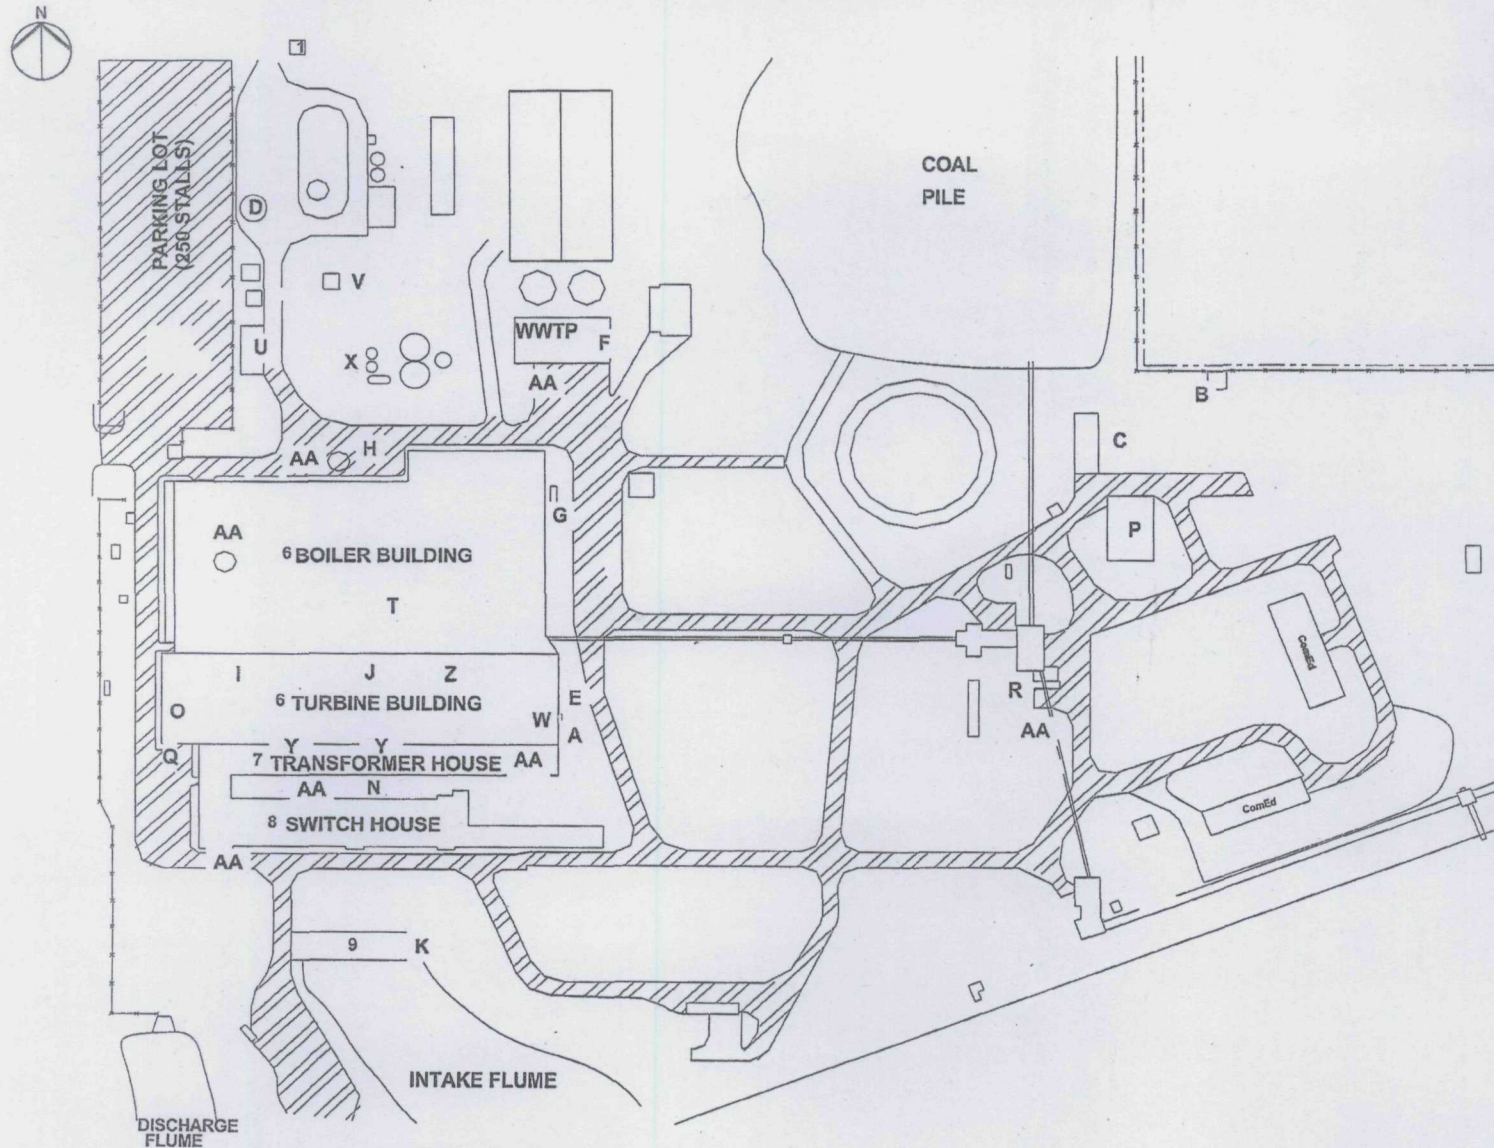 N
1
PARKING LOT
(250 STALLS)
COAL
PILE
D
V
WWTP
F
U
X
AA
B
C
H
AA
G
AA
6 BOILER BUILDING
P
T
I
J
Z
ComEd
E
R
O
6 TURBINE BUILDING
W
A
AA
Q
Y
Y
7 TRANSFORMER HOUSE
AA
AA
N
ComEd
8 SWITCH HOUSE
AA
9
K
INTAKE FLUME
DISCHARGE
FLUME